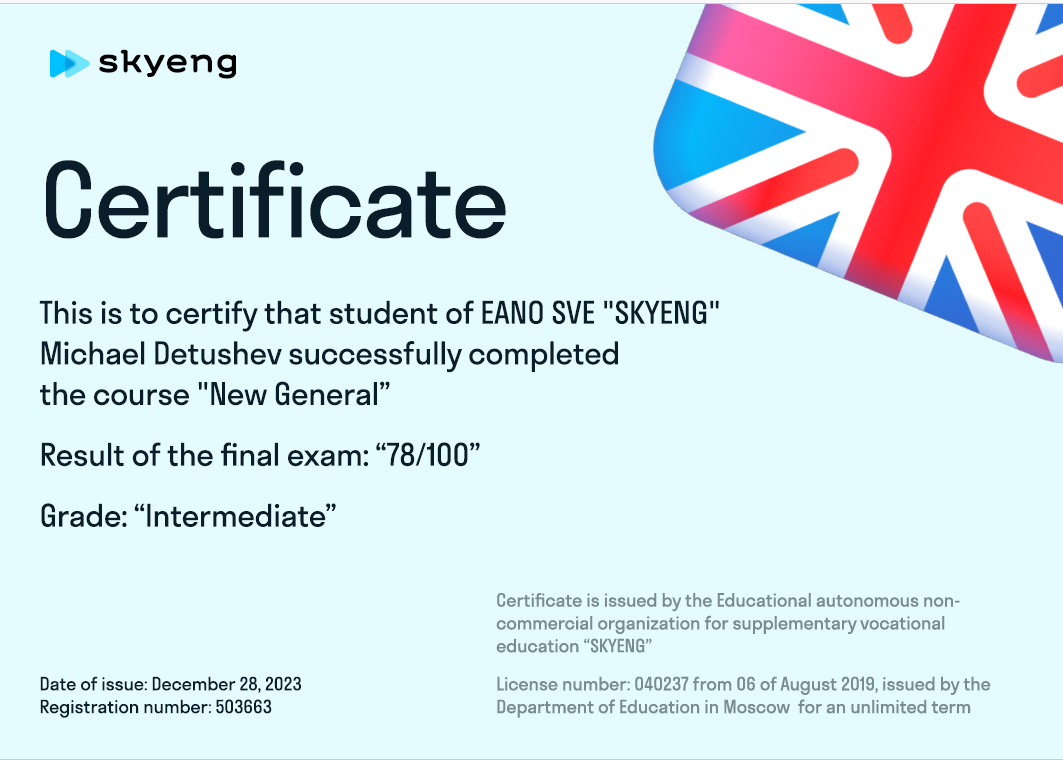 skyeng
Certificate
This is to certify that student of EANO SVE "SKYENG"
Michael Detushev successfully completed
the course "New General”
Result of the final exam: “78/100”
Grade: “Intermediate”
Certificate is issued by the Educational autonomous non-
commercial organization for supplementary vocational
education “SKYENG”
Date of issue: December 28, 2023
Registration number: 503663
License number: 040237 from 06 of August 2019, issued by the
Department of Education in Moscow  for an unlimited term